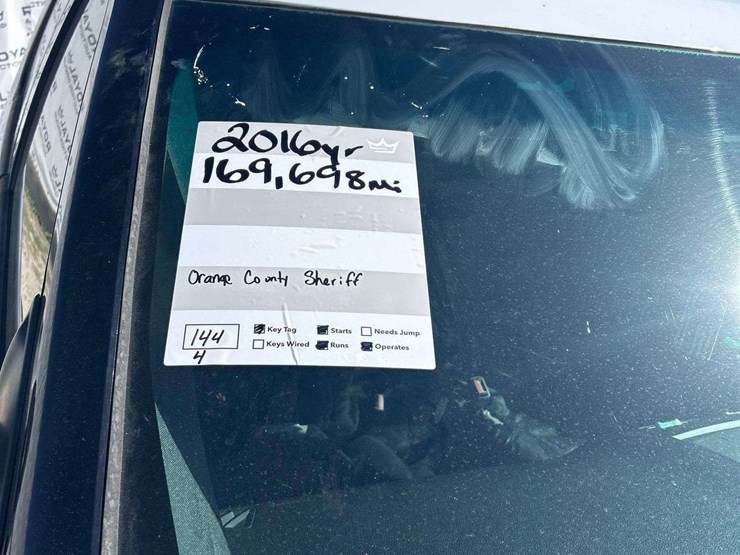 2016yr
169,698mi
Orange County Sheriff
144
4
Key Tag
Starts
Needs Jump
Keys Wired
Runs
Operates